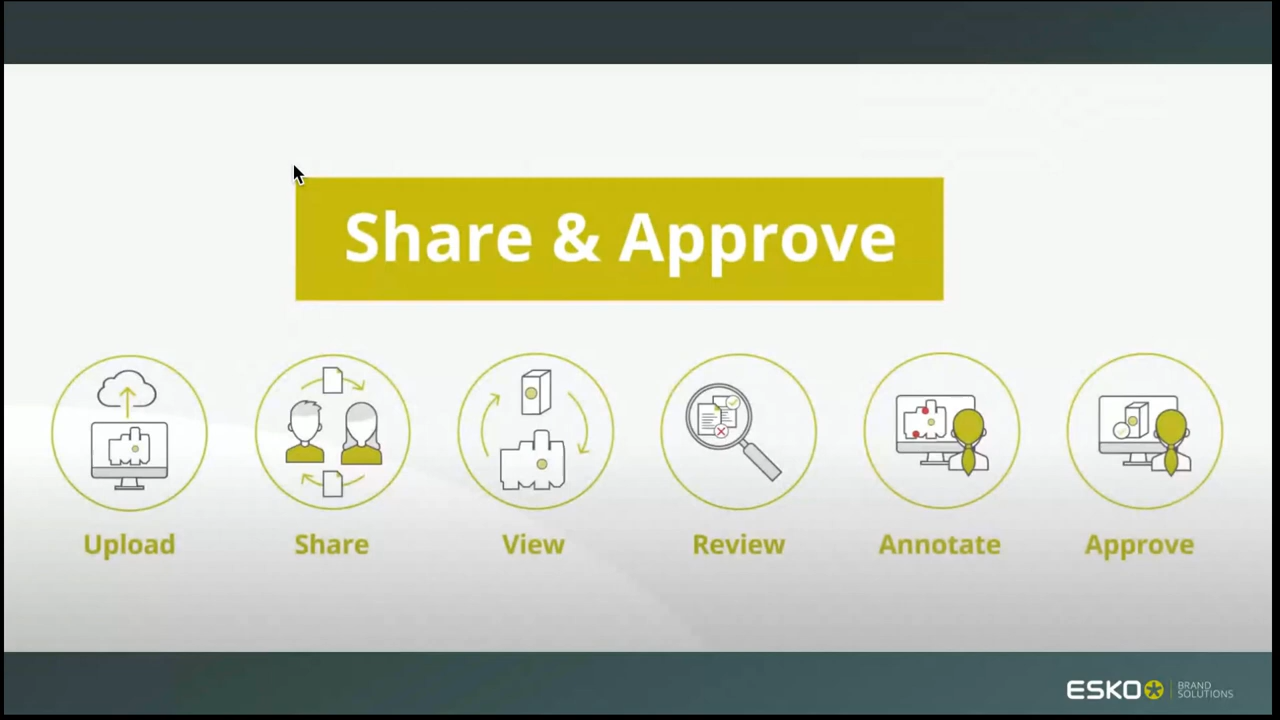 Share & Approve
Upload
Share
View
Review
Annotate
Approve
ESKO
BRAND
SOLUTIONS